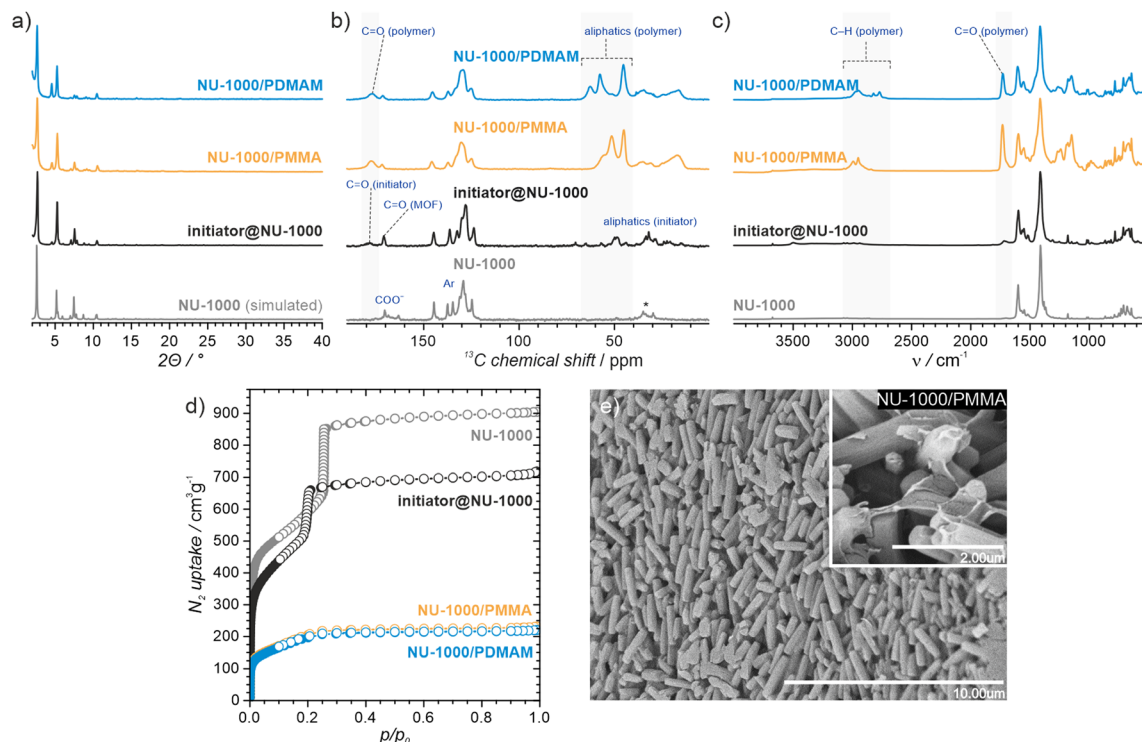 a)
NU-1000/PDMAM
NU-1000/PMMA
initiator@NU-1000
NU-1000 (simulated)
0 5 10 15 20 25 30 35 40
2Θ / °
b)
C=O (polymer)
aliphatics (polymer)
NU-1000/PDMAM
NU-1000/PMMA
C=O (initiator)
C=O (MOF)
initiator@NU-1000
aliphatics (initiator)
NU-1000
COO⁻
Ar
*
150 100 50
¹³C chemical shift / ppm
c)
C–H (polymer)
C=O (polymer)
NU-1000/PDMAM
NU-1000/PMMA
initiator@NU-1000
NU-1000
3500 3000 2500 2000 1500 1000
ν / cm⁻¹
d)
900
800
700
600
500
400
300
200
100
0
N₂ uptake / cm³g⁻¹
NU-1000
initiator@NU-1000
NU-1000/PMMA
NU-1000/PDMAM
0.0 0.2 0.4 0.6 0.8 1.0
p/p₀
e)
NU-1000/PMMA
2.00um
10.00um